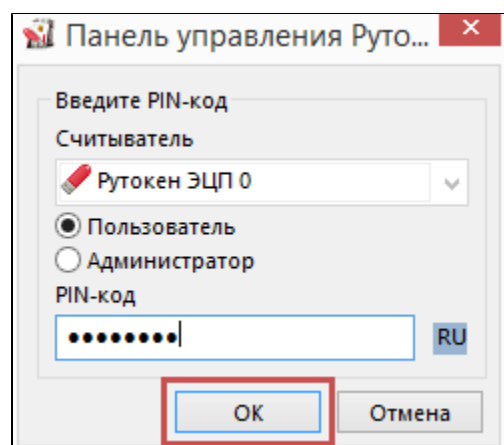 Панель управления Руто...
Введите PIN-код
Считыватель
Рутокен ЭЦП 0
Пользователь
Администратор
PIN-код
••••••••
RU
ОК
Отмена